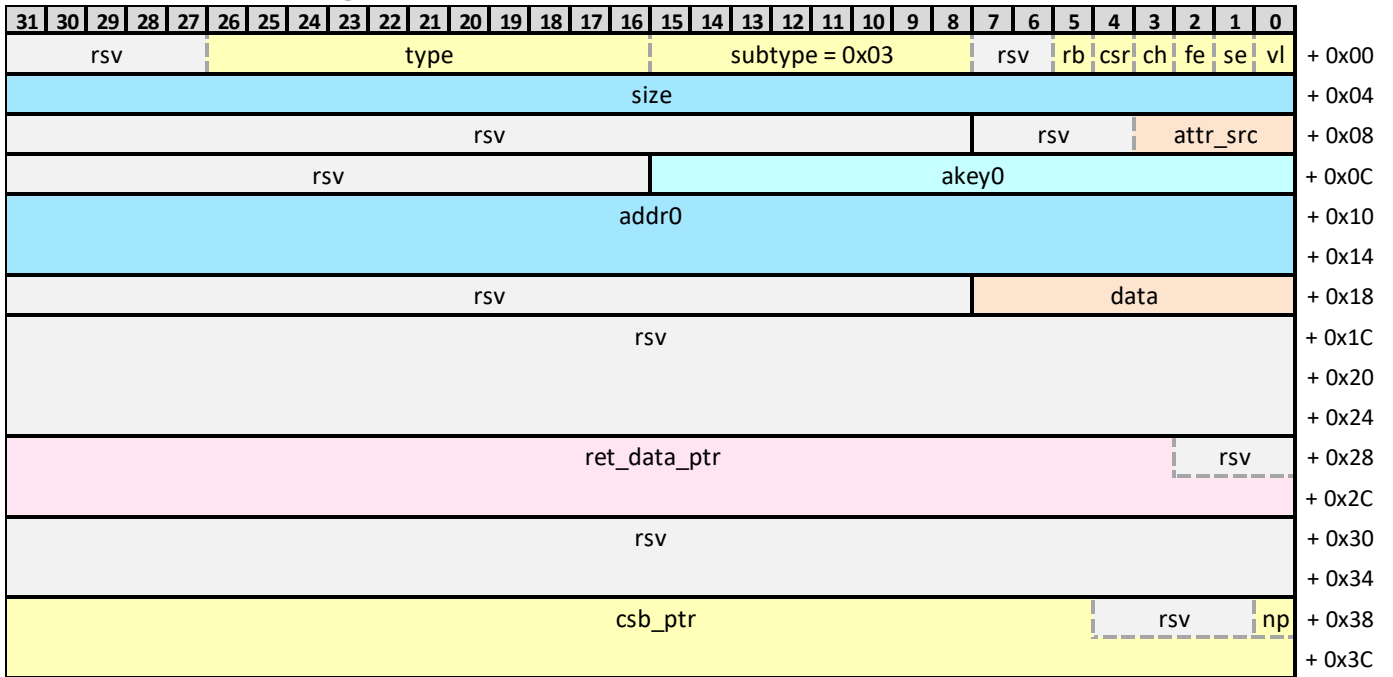 31 30 29 28 27 26 25 24 23 22 21 20 19 18 17 16 15 14 13 12 11 10 9 8 7 6 5 4 3 2 1 0
rsv type subtype = 0x03 rsv rb csr ch fe se vl + 0x00
size + 0x04
rsv rsv attr_src + 0x08
rsv akey0 + 0x0C
addr0 + 0x10
+ 0x14
rsv data + 0x18
rsv + 0x1C
+ 0x20
+ 0x24
ret_data_ptr rsv + 0x28
+ 0x2C
rsv + 0x30
+ 0x34
csb_ptr rsv np + 0x38
+ 0x3C